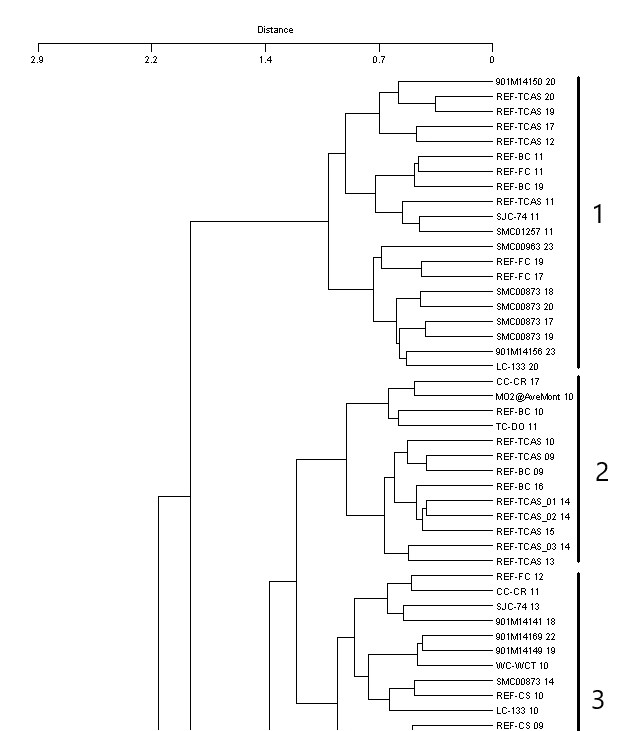 Distance
2.9 2.2 1.4 0.7 0
901M14150 20
REF-TCAS 20
REF-TCAS 19
REF-TCAS 17
REF-TCAS 12
REF-BC 11
REF-FC 11
REF-BC 19
REF-TCAS 11
SJC-74 11
SMC01257 11
1
SMC00963 23
REF-FC 19
REF-FC 17
SMC00873 18
SMC00873 20
SMC00873 17
SMC00873 19
901M14156 23
LC-133 20
CC-CR 17
MO2@AveMont 10
REF-BC 10
TC-DO 11
REF-TCAS 10
REF-TCAS 09
REF-BC 09
2
REF-BC 16
REF-TCAS_01 14
REF-TCAS_02 14
REF-TCAS 15
REF-TCAS_03 14
REF-TCAS 13
REF-FC 12
CC-CR 11
SJC-74 13
901M14141 18
901M14169 22
901M14149 19
WC-WCT 10
SMC00873 14
REF-CS 10
3
LC-133 10
REF-CS 09